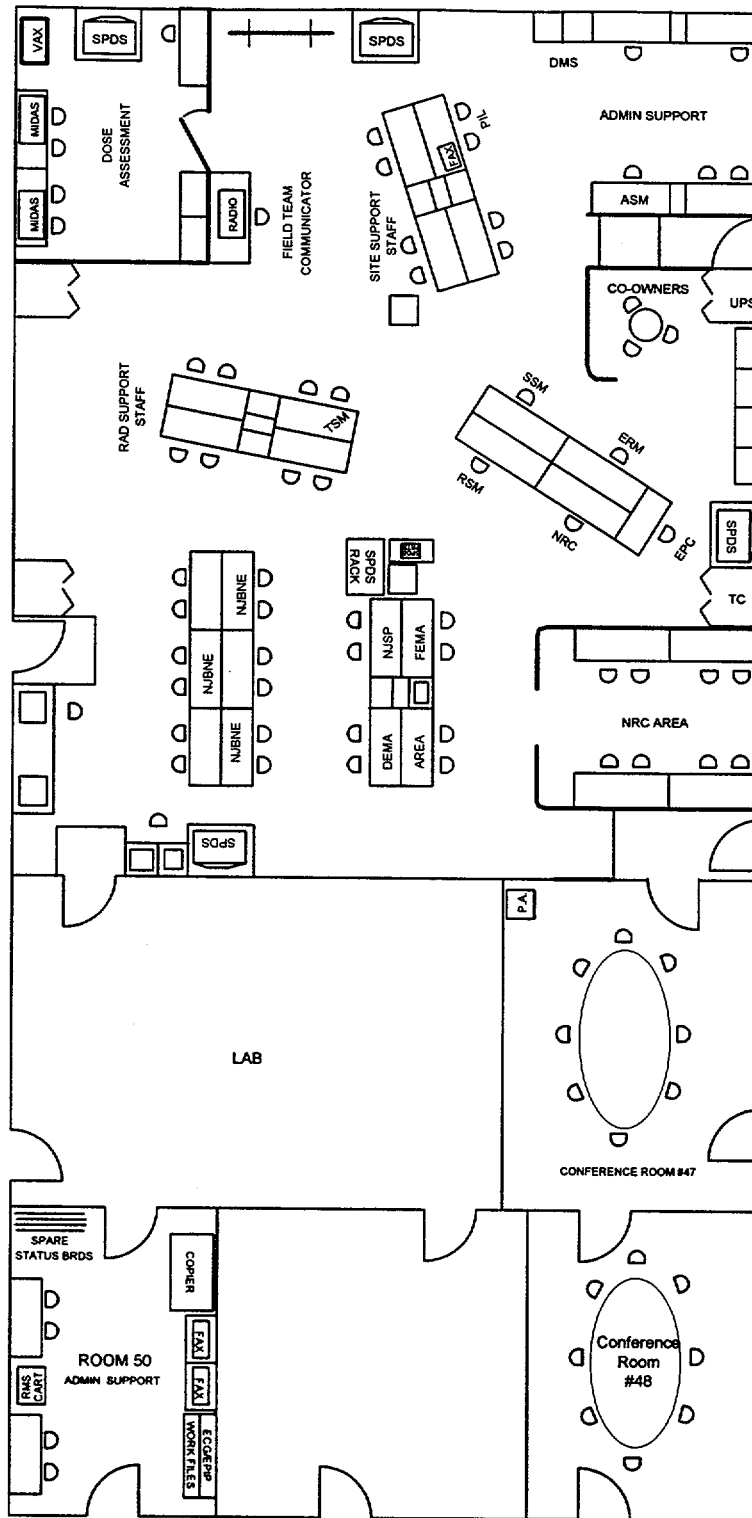 VAX
SPDS
SPDS
DMS
MIDAS
DOSE
ASSESSMENT
PIL
FAX
ADMIN SUPPORT
MIDAS
RADIO
FIELD TEAM
COMMUNICATOR
SITE SUPPORT
STAFF
ASM
CO-OWNERS
UPS
RAD SUPPORT
STAFF
TSM
SSM
ERM
RSM
NRC
EPC
SPDS
TC
SPDS
RACK
NJBNE
NJSP
FEMA
NJBNE
NRC AREA
NJBNE
DEMA
AREA
SPDS
P.A.
LAB
CONFERENCE ROOM #47
SPARE
STATUS BRDS
COPIER
FAX
ROOM 50
ADMIN SUPPORT
RMS
CART
FAX
ECG/EPIP
WORK FILES
Conference
Room
#48